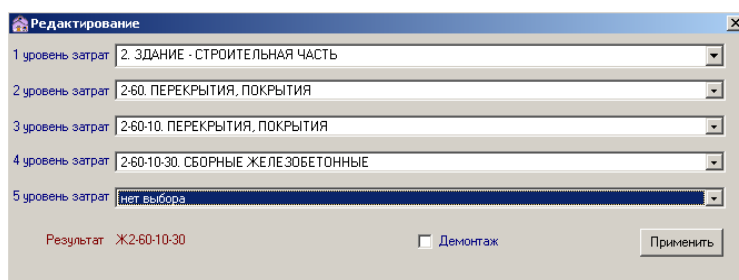 Редактирование
1 уровень затрат 2. ЗДАНИЕ - СТРОИТЕЛЬНАЯ ЧАСТЬ
2 уровень затрат 2-60. ПЕРЕКРЫТИЯ, ПОКРЫТИЯ
3 уровень затрат 2-60-10. ПЕРЕКРЫТИЯ, ПОКРЫТИЯ
4 уровень затрат 2-60-10-30. СБОРНЫЕ ЖЕЛЕЗОБЕТОННЫЕ
5 уровень затрат нет выбора
Результат Ж2-60-10-30 Демонтаж Применить